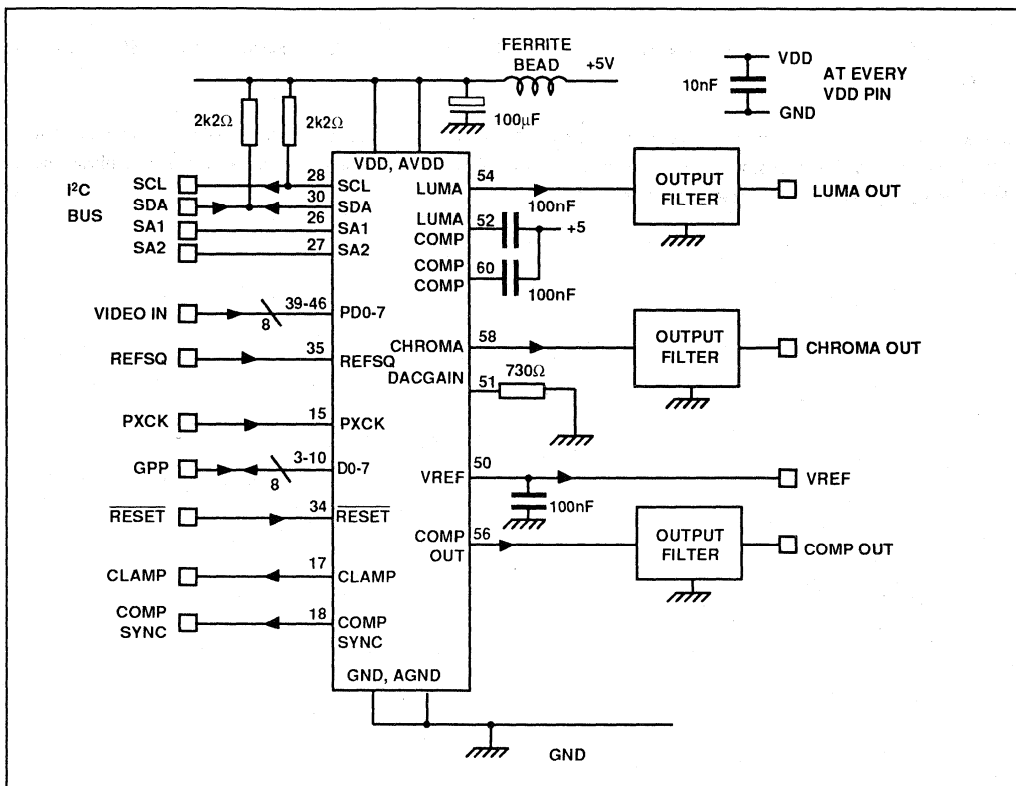 FERRITE
BEAD
+5V
VDD
10nF
GND
AT EVERY
VDD PIN
2k2Ω
2k2Ω
100µF
I²C
BUS
SCL
SDA
SA1
SA2
28
30
26
27
VDD, AVDD
SCL
SDA
SA1
SA2
LUMA
LUMA
COMP
COMP
COMP
54
100nF
52
+5
60
100nF
OUTPUT
FILTER
LUMA OUT
VIDEO IN
8
39-46
PD0-7
REFSQ
35
REFSQ
CHROMA
58
OUTPUT
FILTER
CHROMA OUT
DACGAIN
51
730Ω
PXCK
15
PXCK
GPP
8
3-10
D0-7
VREF
50
100nF
VREF
RESET
34
RESET
COMP
OUT
56
OUTPUT
FILTER
COMP OUT
CLAMP
17
CLAMP
COMP
SYNC
18
COMP
SYNC
GND, AGND
GND